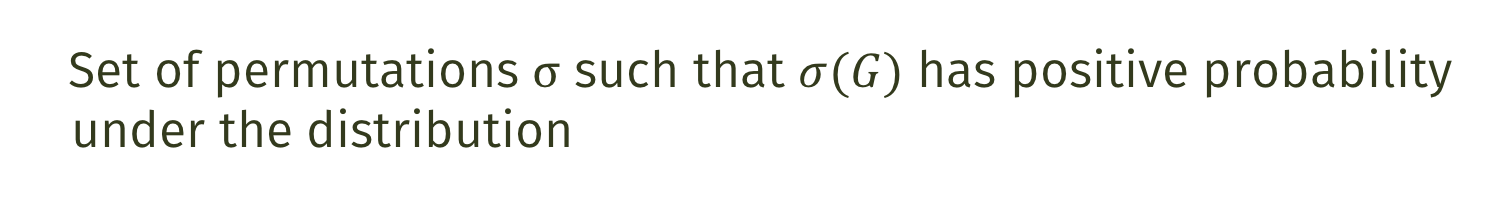 Set of permutations σ such that σ(G) has positive probability
under the distribution